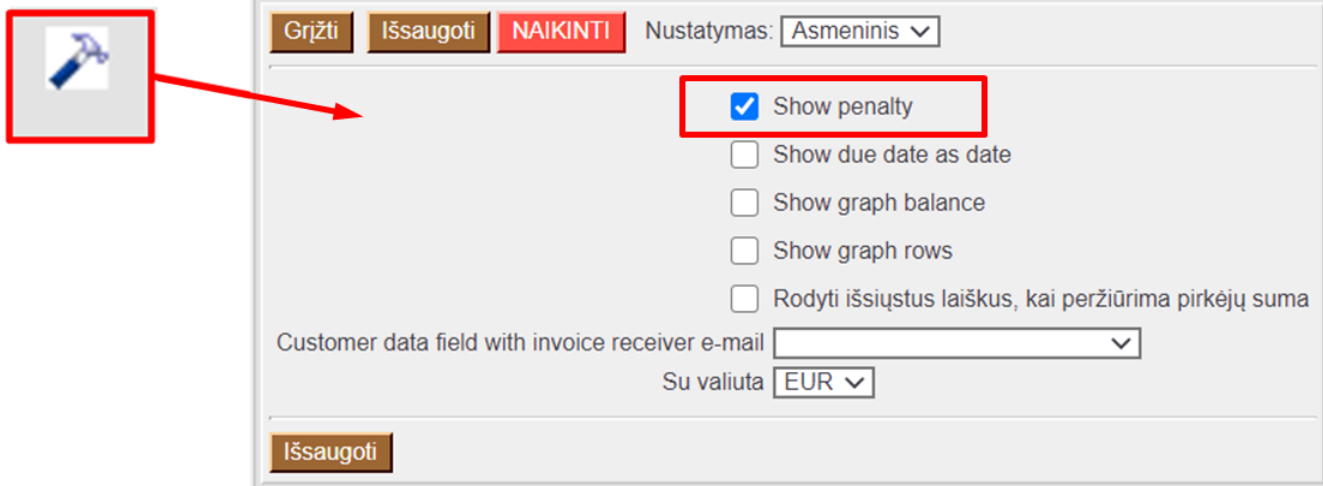 Grįžti Išsaugoti NAIKINTI Nustatymas: Asmeninis
Show penalty
Show due date as date
Show graph balance
Show graph rows
Rodyti išsiųstus laiškus, kai peržiūrima pirkėjų suma
Customer data field with invoice receiver e-mail
Su valiuta EUR
Išsaugoti